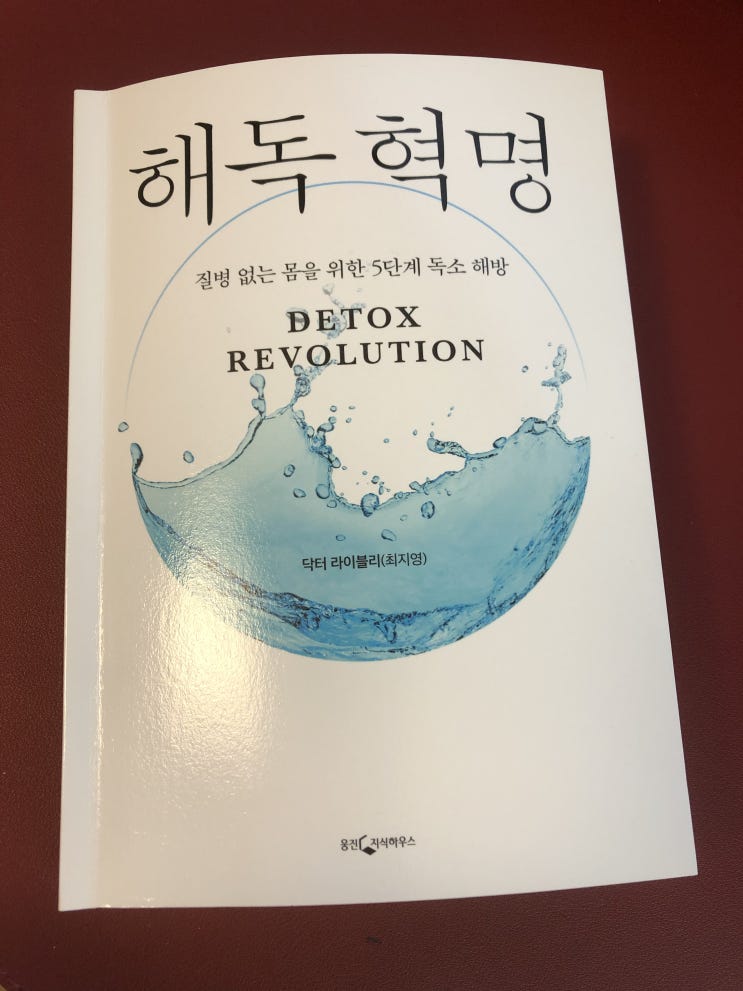 해독 혁명
질병 없는 몸을 위한 5단계 독소 해방
DETOX
REVOLUTION
닥터 라이블리(최지영)
웅진 지식하우스